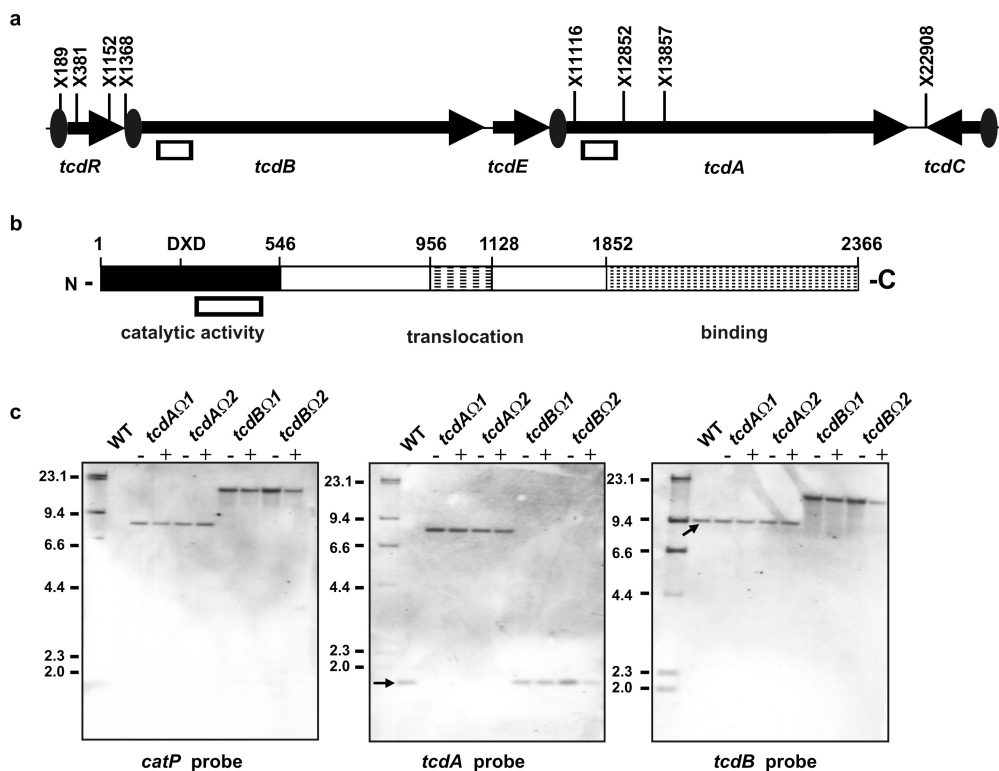 a
X189 X381 X1152 X1368 X11116 X12852 X13857 X22908
tcdR tcdB tcdE tcdA tcdC
b
1 DXD 546 956 1128 1852 2366
N - -C
catalytic activity translocation binding
c
WT tcdAΩ1 tcdAΩ2 tcdBΩ1 tcdBΩ2
- + - + - + - +
23.1
9.4
6.6
4.4
2.3
2.0
catP probe
WT tcdAΩ1 tcdAΩ2 tcdBΩ1 tcdBΩ2
- + - + - + - +
23.1
9.4
6.6
4.4
2.3
2.0
tcdA probe
WT tcdAΩ1 tcdAΩ2 tcdBΩ1 tcdBΩ2
- + - + - + - +
23.1
9.4
6.6
4.4
2.3
2.0
tcdB probe